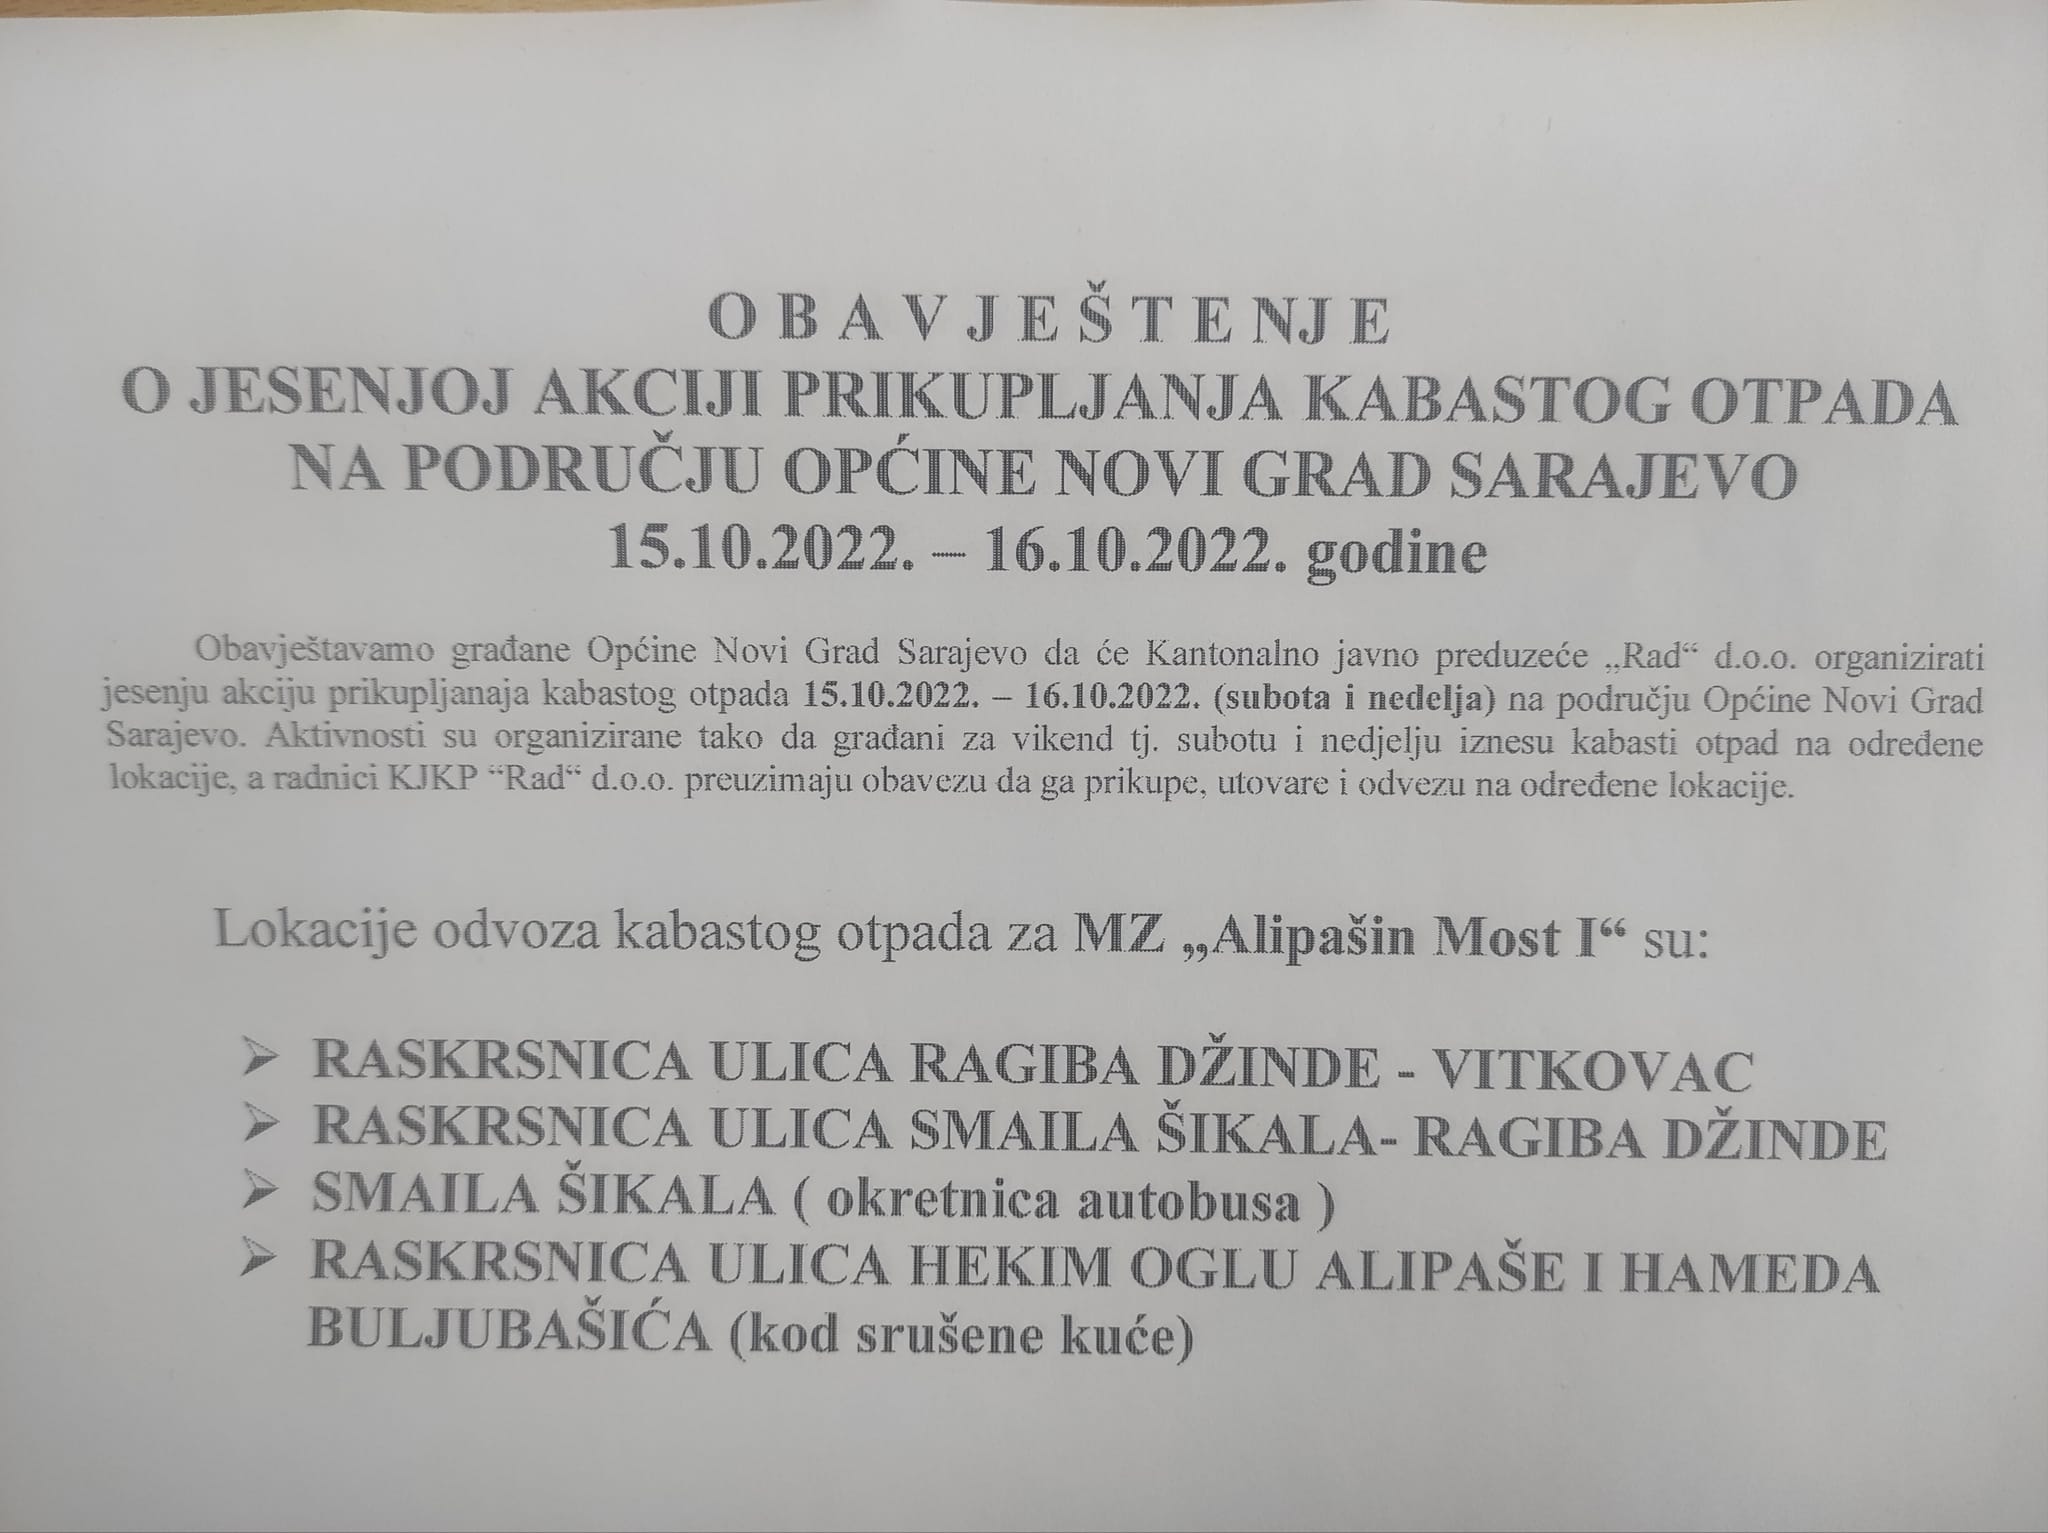 O B A V J E Š T E NJ E
O JESENJOJ AKCIJI PRIKUPLJANJA KABASTOG OTPADA
NA PODRUČJU OPĆINE NOVI GRAD SARAJEVO
15.10.2022. – 16.10.2022. godine
Obavještavamo građane Općine Novi Grad Sarajevo da će Kantonalno javno preduzeće „Rad“ d.o.o. organizirati
jesenju akciju prikupljanaja kabastog otpada 15.10.2022. – 16.10.2022. (subota i nedelja) na području Općine Novi Grad
Sarajevo. Aktivnosti su organizirane tako da građani za vikend tj. subotu i nedjelju iznesu kabasti otpad na određene
lokacije, a radnici KJKP “Rad“ d.o.o. preuzimaju obavezu da ga prikupe, utovare i odvezu na određene lokacije.
Lokacije odvoza kabastog otpada za MZ „Alipašin Most I“ su:
➢ RASKRSNICA ULICA RAGIBA DŽINDE - VITKOVAC
➢ RASKRSNICA ULICA SMAILA ŠIKALA- RAGIBA DŽINDE
➢ SMAILA ŠIKALA ( okretnica autobusa )
➢ RASKRSNICA ULICA HEKIM OGLU ALIPAŠE I HAMEDA
BULJUBAŠIĆA (kod srušene kuće)